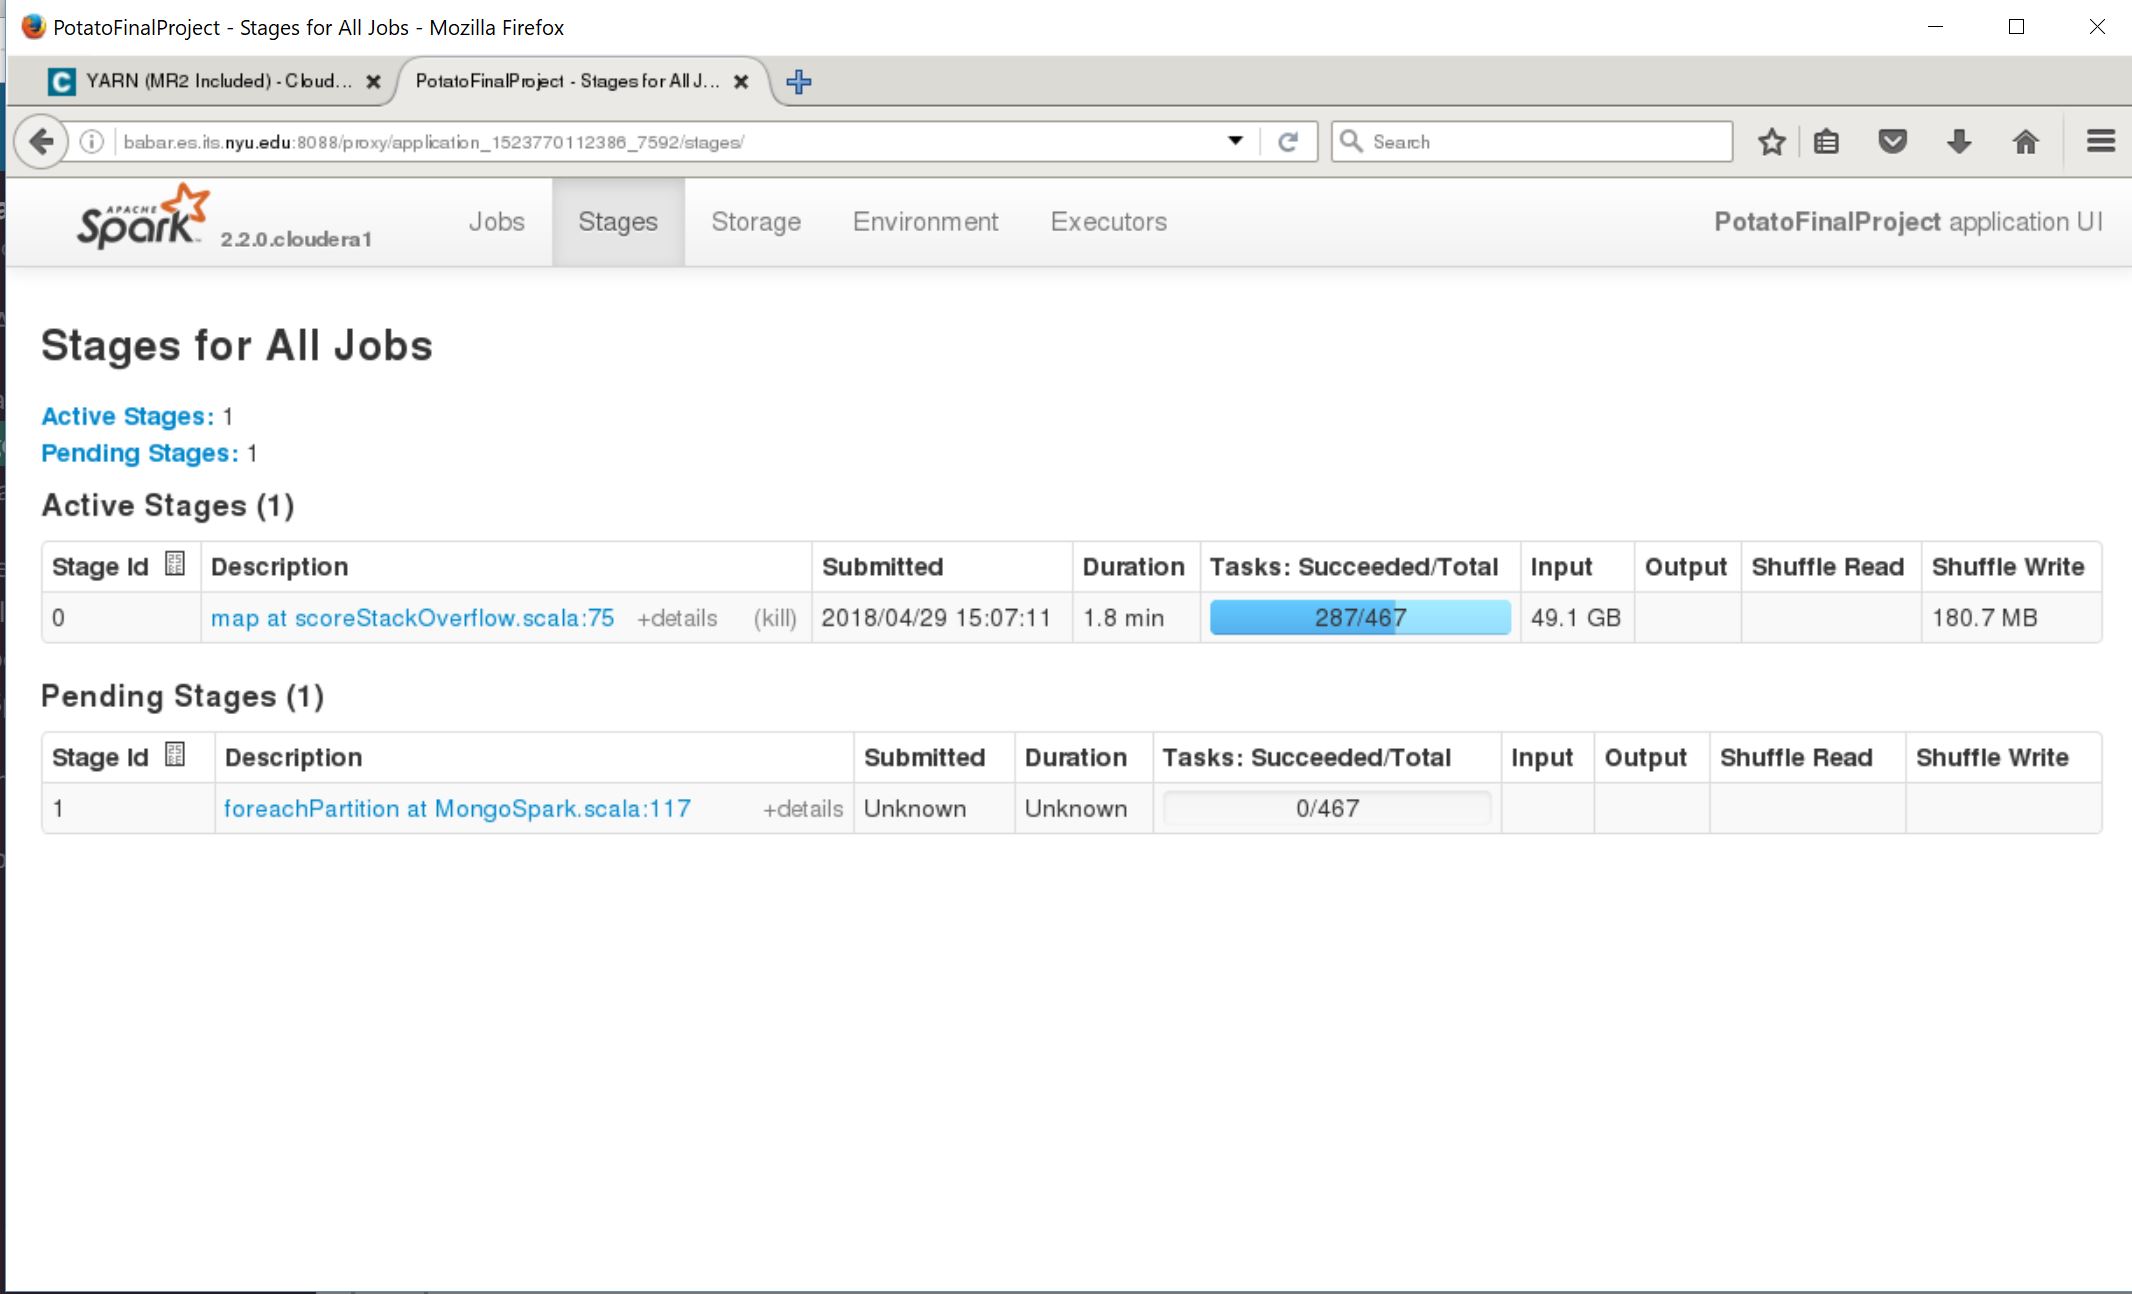 PotatoFinalProject - Stages for All Jobs - Mozilla Firefox
YARN (MR2 Included) - Cloud... PotatoFinalProject - Stages for All J...
babar.es.its.nyu.edu:8088/proxy/application_1523770112386_7592/stages/ Search
APACHE Spark 2.2.0.cloudera1 Jobs Stages Storage Environment Executors PotatoFinalProject application UI
Stages for All Jobs
Active Stages: 1
Pending Stages: 1
Active Stages (1)
Stage Id Description Submitted Duration Tasks: Succeeded/Total Input Output Shuffle Read Shuffle Write
0 map at scoreStackOverflow.scala:75 +details (kill) 2018/04/29 15:07:11 1.8 min 287/467 49.1 GB 180.7 MB
Pending Stages (1)
Stage Id Description Submitted Duration Tasks: Succeeded/Total Input Output Shuffle Read Shuffle Write
1 foreachPartition at MongoSpark.scala:117 +details Unknown Unknown 0/467